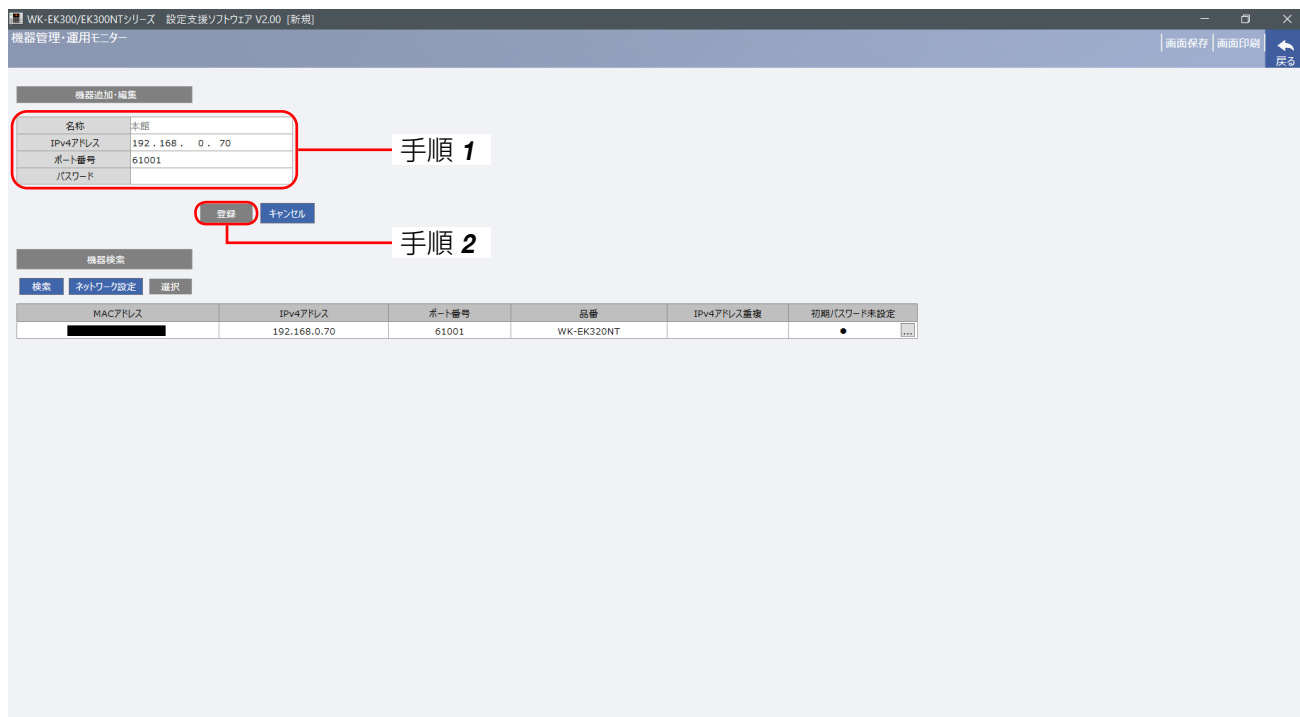 WK-EK300/EK300NTシリーズ 設定支援ソフトウェア V2.00 [新規]
機器管理・運用モニター
画面保存 画面印刷
戻る
機器追加・編集
名称 本館
IPv4アドレス 192 . 168 . 0 . 70
ポート番号 61001
パスワード
手順 1
登録 キャンセル
手順 2
機器検索
検索 ネットワーク設定 選択
MACアドレス IPv4アドレス ポート番号 品番 IPv4アドレス重複 初期パスワード未設定
192.168.0.70 61001 WK-EK320NT ● ...